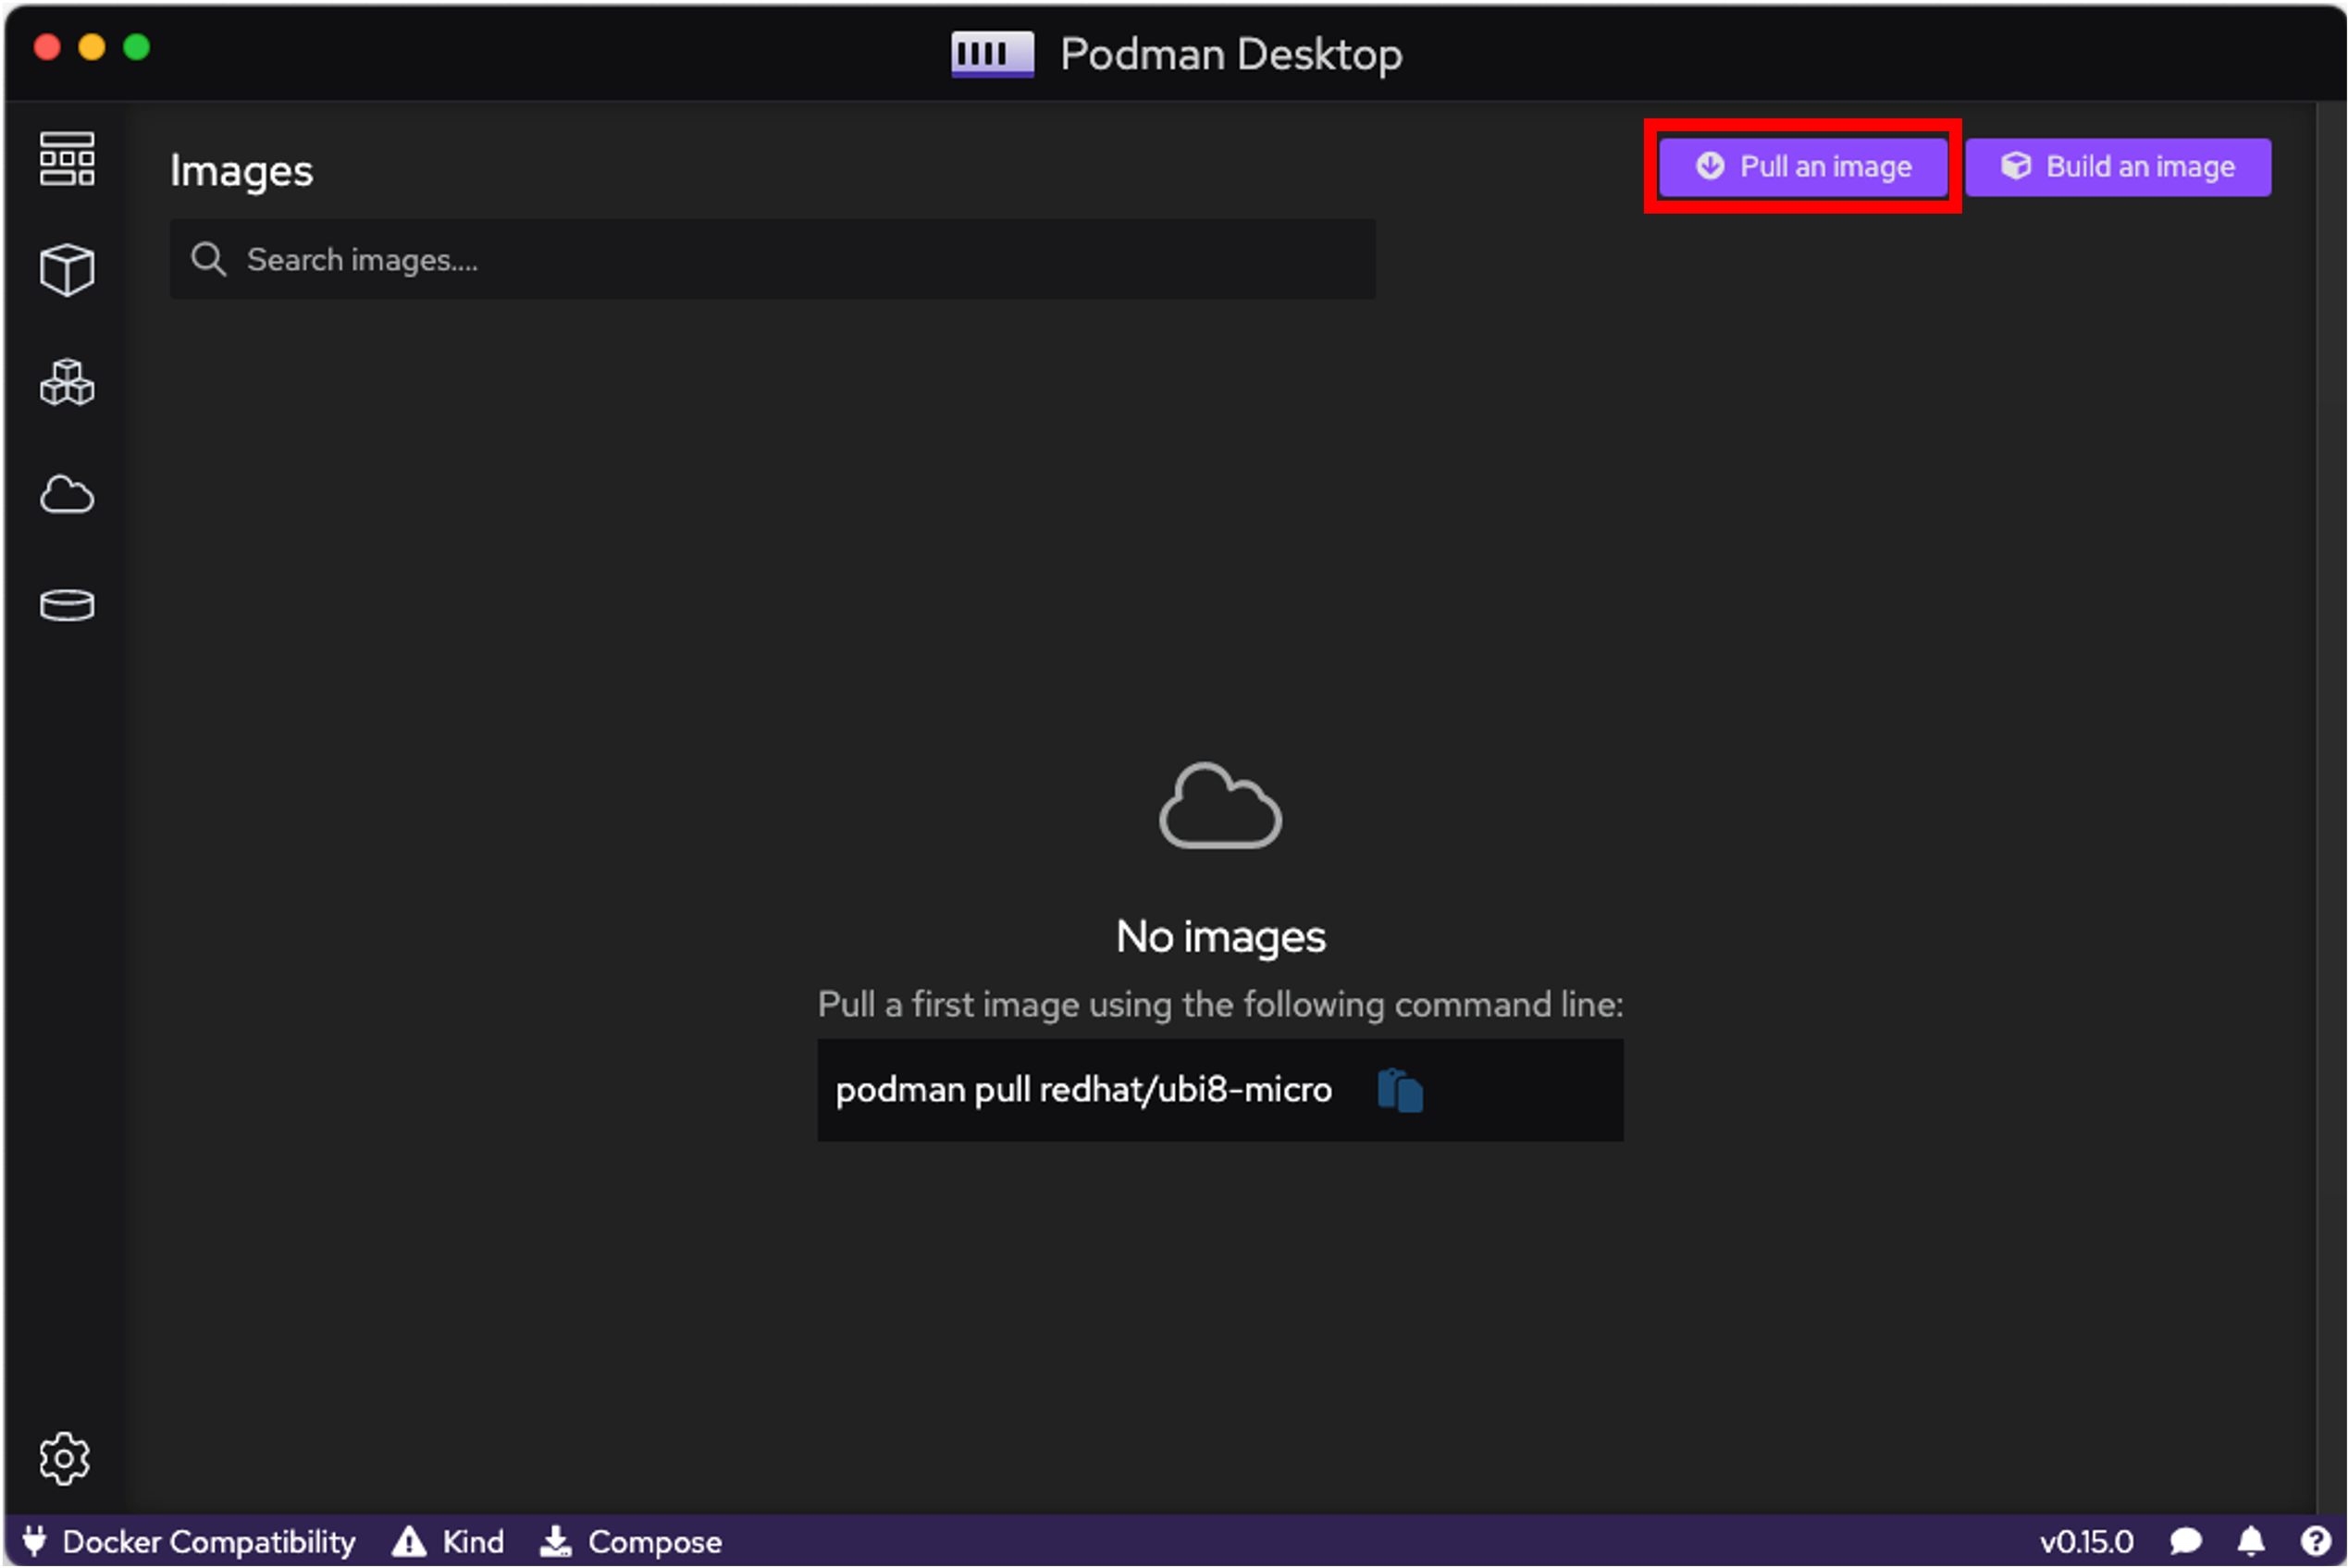 Podman Desktop
Images
Pull an image
Build an image
Search images....
No images
Pull a first image using the following command line:
podman pull redhat/ubi8-micro
Docker Compatibility
Kind
Compose
v0.15.0